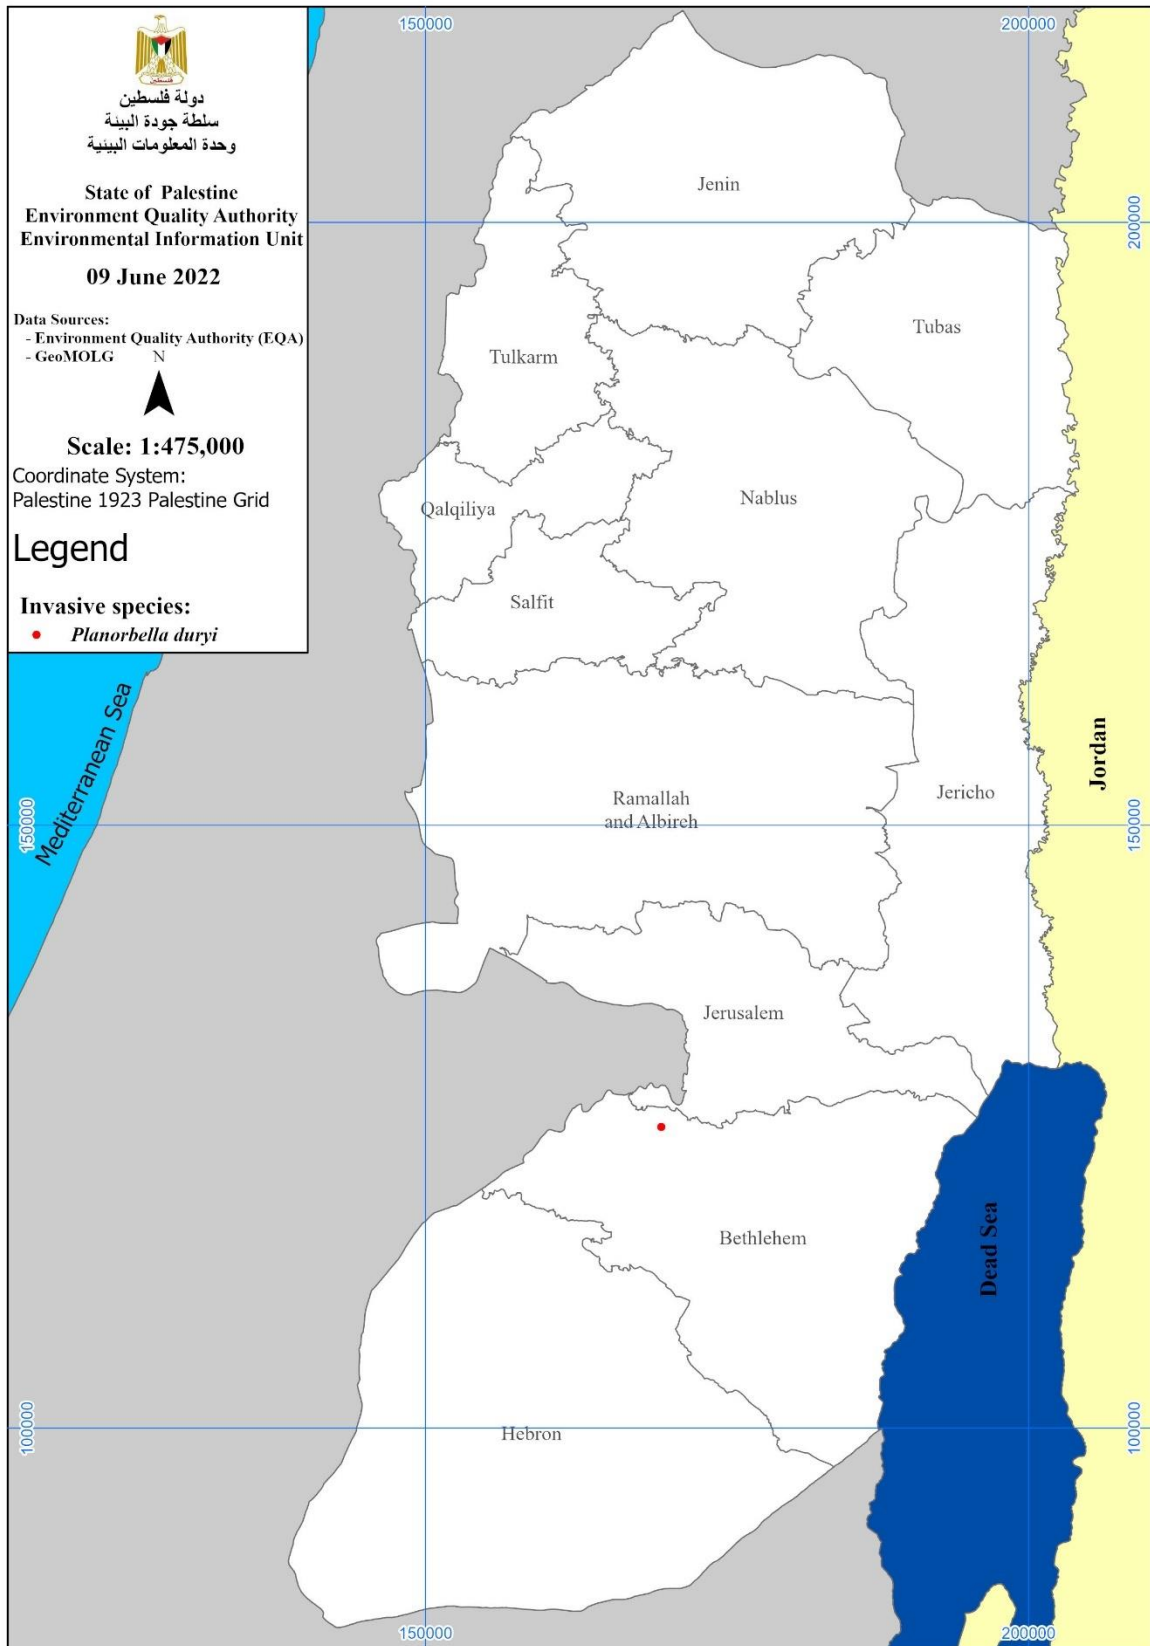 دولة فلسطين
سلطة جودة البيئة
وحدة المعلومات البيئية
State of Palestine
Environment Quality Authority
Environmental Information Unit
09 June 2022
Data Sources:
- Environment Quality Authority (EQA)
- GeoMOLG
N
Scale: 1:475,000
Coordinate System:
Palestine 1923 Palestine Grid
Legend
Invasive species:
Planorbella duryi
150000
200000
Jenin
200000
Tubas
Tulkarm
Nablus
Qalqiliya
Salfit
Mediterranean Sea
Jordan
Jericho
Ramallah
and Albireh
150000
150000
Jerusalem
Bethlehem
Dead Sea
Hebron
100000
100000
150000
200000